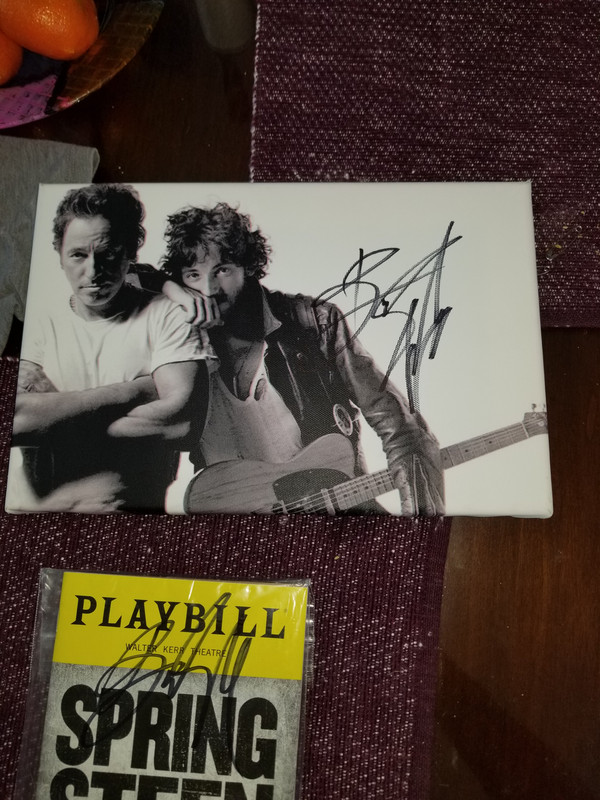 PLAYBILL
WALTER KERR THEATRE
SPRING
STEEN